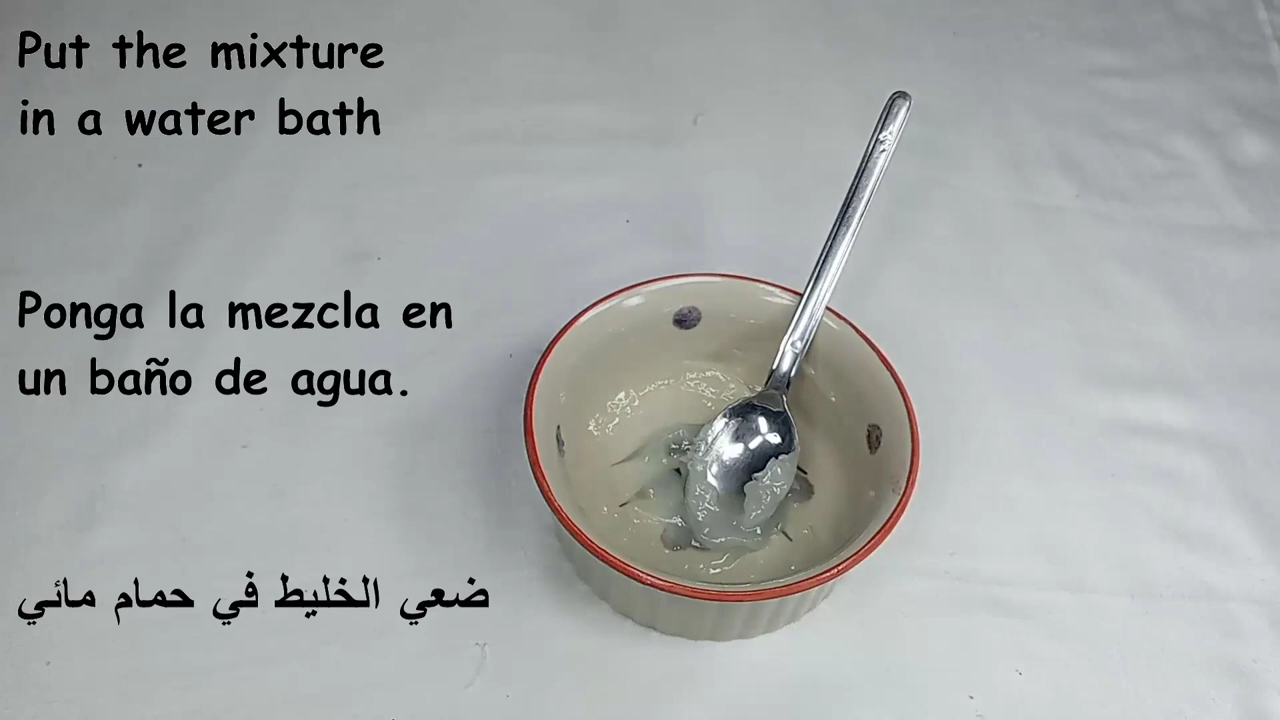 Put the mixture
in a water bath
Ponga la mezcla en
un baño de agua.
ضعي الخليط في حمام مائي